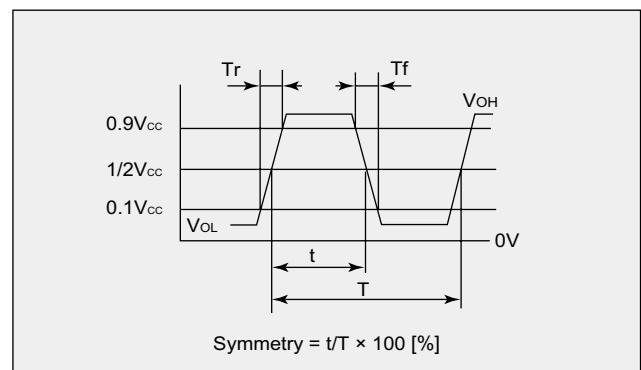 Tr
Tf
VOH
0.9Vcc
1/2Vcc
0.1Vcc
VOL
0V
t
T
Symmetry = t/T × 100 [%]